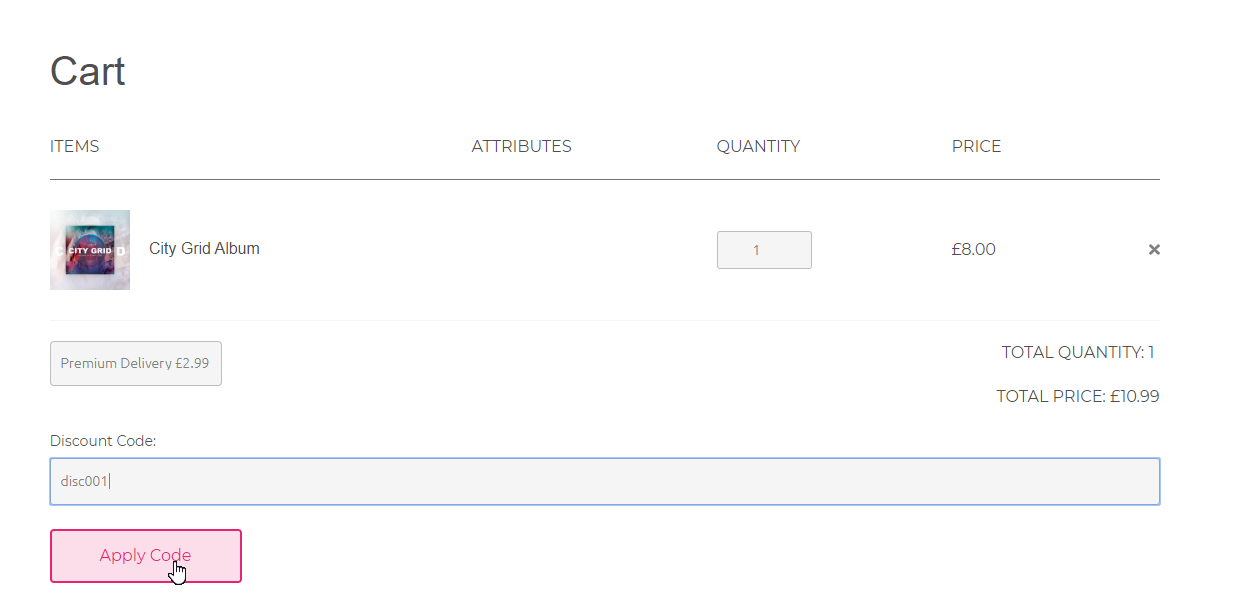 Cart
ITEMS ATTRIBUTES QUANTITY PRICE
CITY GRID
City Grid Album 1 £8.00 ×
Premium Delivery £2.99
TOTAL QUANTITY: 1
TOTAL PRICE: £10.99
Discount Code:
disc001
Apply Code